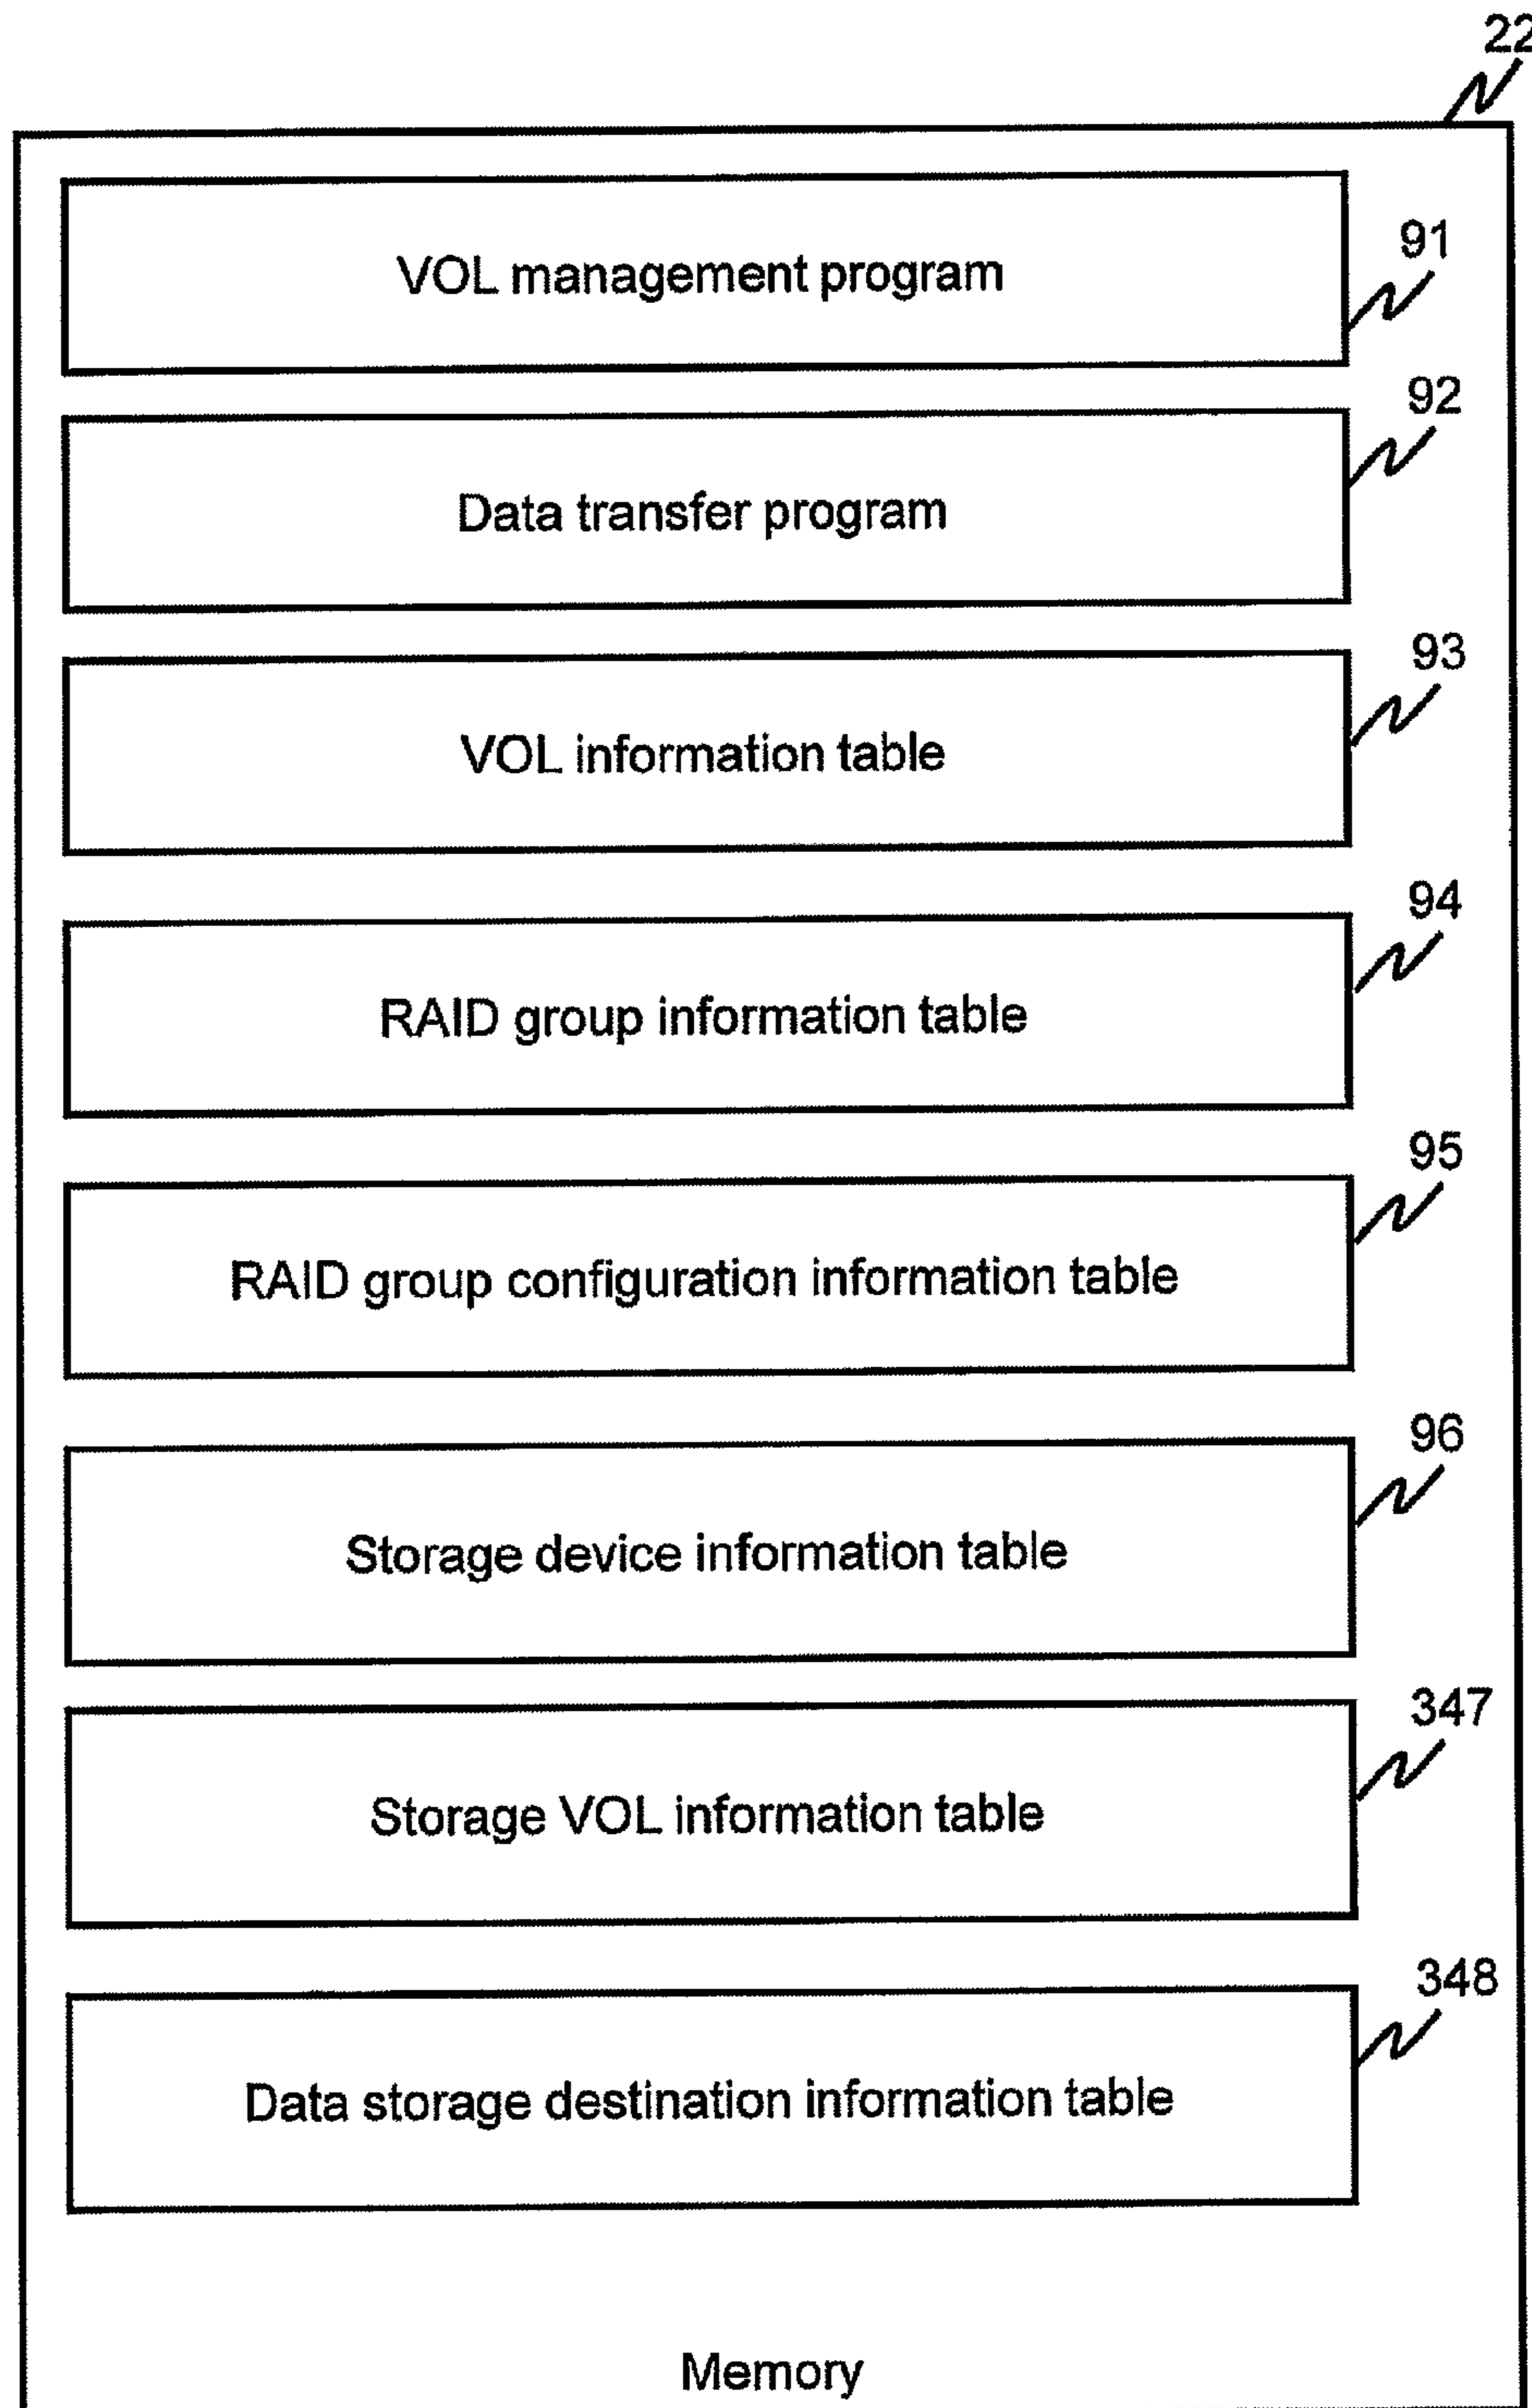 22
VOL management program
91
Data transfer program
92
VOL information table
93
RAID group information table
94
RAID group configuration information table
95
Storage device information table
96
Storage VOL information table
347
Data storage destination information table
348
Memory